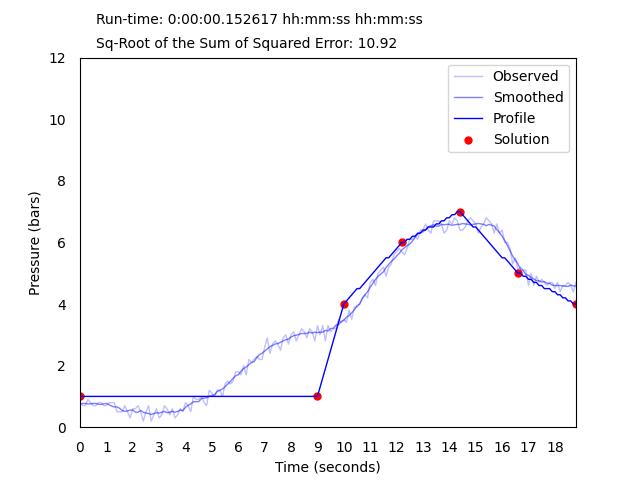 Run-time: 0:00:00.152617 hh:mm:ss hh:mm:ss
Sq-Root of the Sum of Squared Error: 10.92
12
10
8
6
4
2
0
Pressure (bars)
Observed
Smoothed
Profile
Solution
0 1 2 3 4 5 6 7 8 9 10 11 12 13 14 15 16 17 18
Time (seconds)